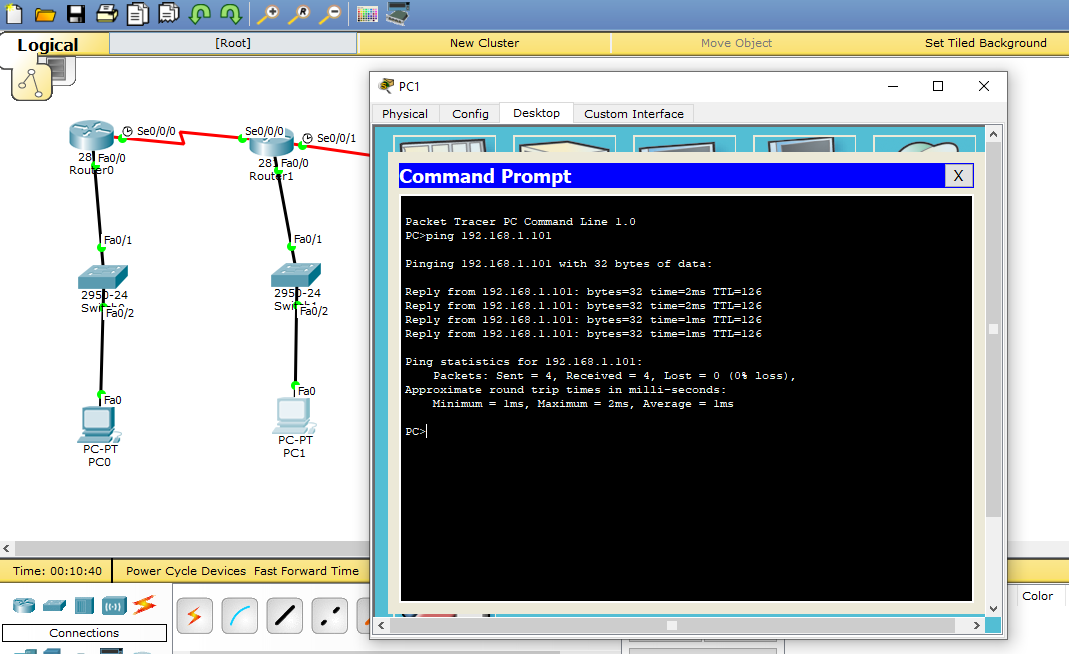 Logical
[Root]
New Cluster
Move Object
Set Tiled Background
PC1
Physical
Config
Desktop
Custom Interface
Command Prompt
X
Packet Tracer PC Command Line 1.0
PC>ping 192.168.1.101
Pinging 192.168.1.101 with 32 bytes of data:
Reply from 192.168.1.101: bytes=32 time=2ms TTL=126
Reply from 192.168.1.101: bytes=32 time=2ms TTL=126
Reply from 192.168.1.101: bytes=32 time=1ms TTL=126
Reply from 192.168.1.101: bytes=32 time=1ms TTL=126
Ping statistics for 192.168.1.101:
Packets: Sent = 4, Received = 4, Lost = 0 (0% loss),
Approximate round trip times in milli-seconds:
Minimum = 1ms, Maximum = 2ms, Average = 1ms
PC>
Se0/0/0
Se0/0/0
Se0/0/1
28
Fa0/0
Router0
281
Fa0/0
Router1
Fa0/1
Fa0/1
2950-24
Fa0/2
2950-24
Fa0/2
Fa0
PC-PT
PC0
Fa0
PC-PT
PC1
Time: 00:10:40
Power Cycle Devices
Fast Forward Time
Connections
Color